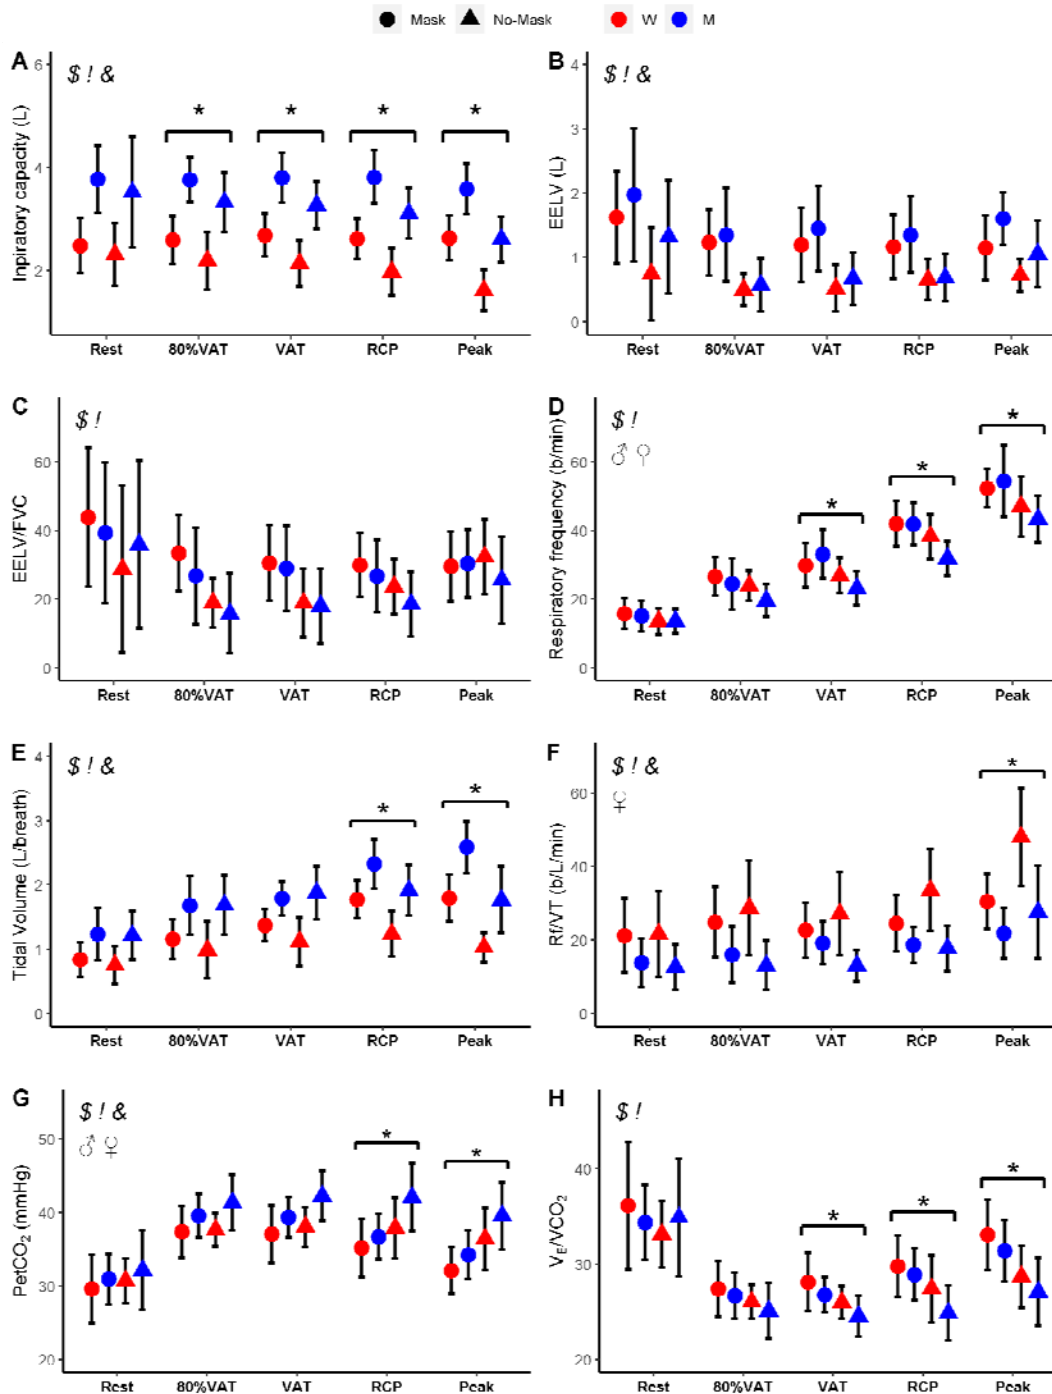 Mask No-Mask W M
A
$ ! &
Inpiratory capacity (L)
6
4
2
* * * *
Rest 80%VAT VAT RCP Peak
B
$ ! &
EELV (L)
4
3
2
1
0
Rest 80%VAT VAT RCP Peak
C
$ !
EELV/FVC
60
40
20
0
Rest 80%VAT VAT RCP Peak
D
$ !
♂ ♀
Respiratory frequency (b/min)
60
40
20
0
* * *
Rest 80%VAT VAT RCP Peak
E
$ ! &
Tidal Volume (L/breath)
4
3
2
1
0
* *
Rest 80%VAT VAT RCP Peak
F
$ ! &
♀
Rf/VT (b/L/min)
60
40
20
0
*
Rest 80%VAT VAT RCP Peak
G
$ ! &
♂ ♀
PetCO₂ (mmHg)
50
40
30
20
* *
Rest 80%VAT VAT RCP Peak
H
$ !
VE/VCO₂
40
30
20
* * *
Rest 80%VAT VAT RCP Peak